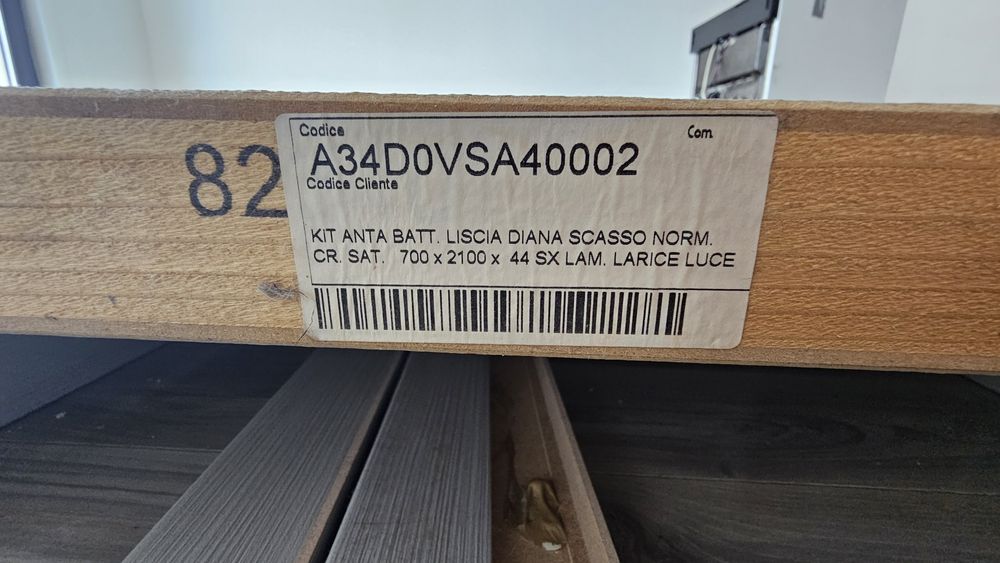 82
Codice Com.
A34D0VSA40002
Codice Cliente
KIT ANTA BATT. LISCIA DIANA SCASSO NORM.
CR. SAT. 700 x 2100 x 44 SX LAM. LARICE LUCE